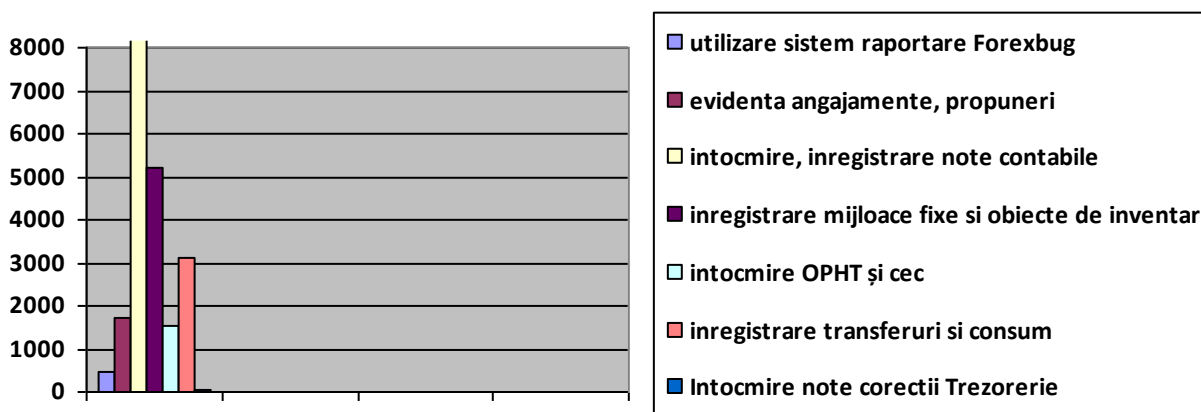 8000
7000
6000
5000
4000
3000
2000
1000
0
utilizare sistem raportare Forexbug
evidenta angajamente, propuneri
intocmire, inregistrare note contabile
inregistrare mijloace fixe si obiecte de inventar
intocmire OPHT și cec
inregistrare transferuri si consum
Intocmire note corectii Trezorerie